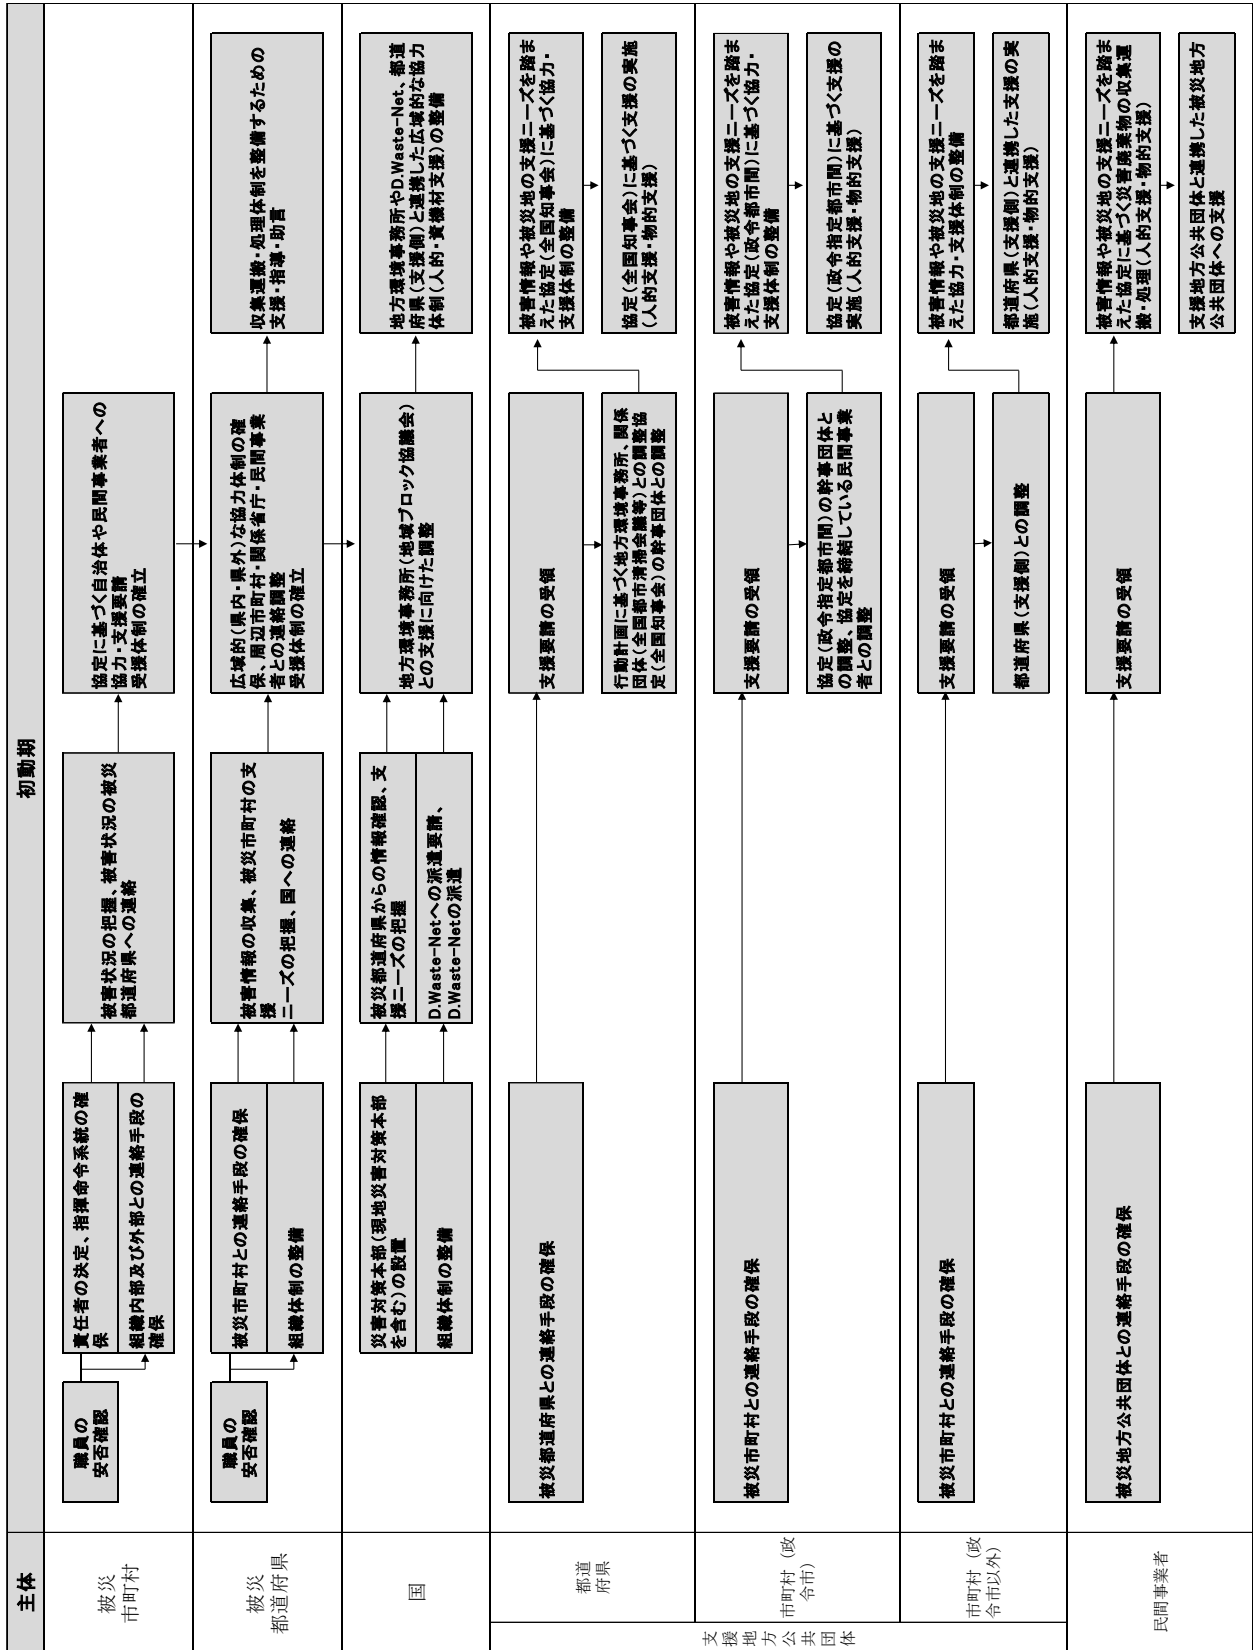 主体
初動期
被災
市町村
職員の
安否確認
責任者の決定、指揮命令系統の確
保
組織内部及び外部との連絡手段の
確保
被害状況の把握、被害状況の被災
都道府県への連絡
協定に基づく自治体や民間事業者への
協力・支援要請
受援体制の確立
被災
都道府県
職員の
安否確認
被災市町村との連絡手段の確保
組織体制の整備
被害情報の収集、被災市町村の支
援
ニーズの把握、国への連絡
広域的（県内・県外）な協力体制の確
保、周辺市町村・関係省庁・民間事業
者との連絡調整
受援体制の確立
収集運搬・処理体制を整備するための
支援・指導・助言
国
災害対策本部（現地災害対策本部
を含む）の設置
組織体制の整備
被災都道府県からの情報確認、支
援ニーズの把握
D.Waste-Netへの派遣要請、
D.Waste-Netの派遣
地方環境事務所（地域ブロック協議会）
との支援に向けた調整
地方環境事務所やD.Waste-Net、都道
府県（支援側）と連携した広域的な協力
体制（人的・資機材支援）の整備
支援地方公共団体
都道
府県
被災都道府県との連絡手段の確保
支援要請の受領
行動計画に基づく地方環境事務所、関係
団体（全国都市清掃会議等）との調整協
定（全国知事会）の幹事団体との調整
被害情報や被災地の支援ニーズを踏ま
えた協定（全国知事会）に基づく協力・
支援体制の整備
協定（全国知事会）に基づく支援の実施
（人的支援・物的支援）
市町村（政
令市）
被災市町村との連絡手段の確保
支援要請の受領
協定（政令指定都市間）の幹事団体と
の調整、協定を締結している民間事業
者との調整
被害情報や被災地の支援ニーズを踏ま
えた協定（政令都市間）に基づく協力・
支援体制の整備
協定（政令指定都市間）に基づく支援の
実施（人的支援・物的支援）
市町村（政
令市以外）
被災市町村との連絡手段の確保
支援要請の受領
都道府県（支援側）との調整
被害情報や被災地の支援ニーズを踏ま
えた協力・支援体制の整備
都道府県（支援側）と連携した支援の実
施（人的支援・物的支援）
民間事業者
被災地方公共団体との連絡手段の確保
支援要請の受領
被害情報や被災地の支援ニーズを踏ま
えた協定に基づく災害廃棄物の収集運
搬・処理（人的支援・物的支援）
支援地方公共団体と連携した被災地方
公共団体への支援